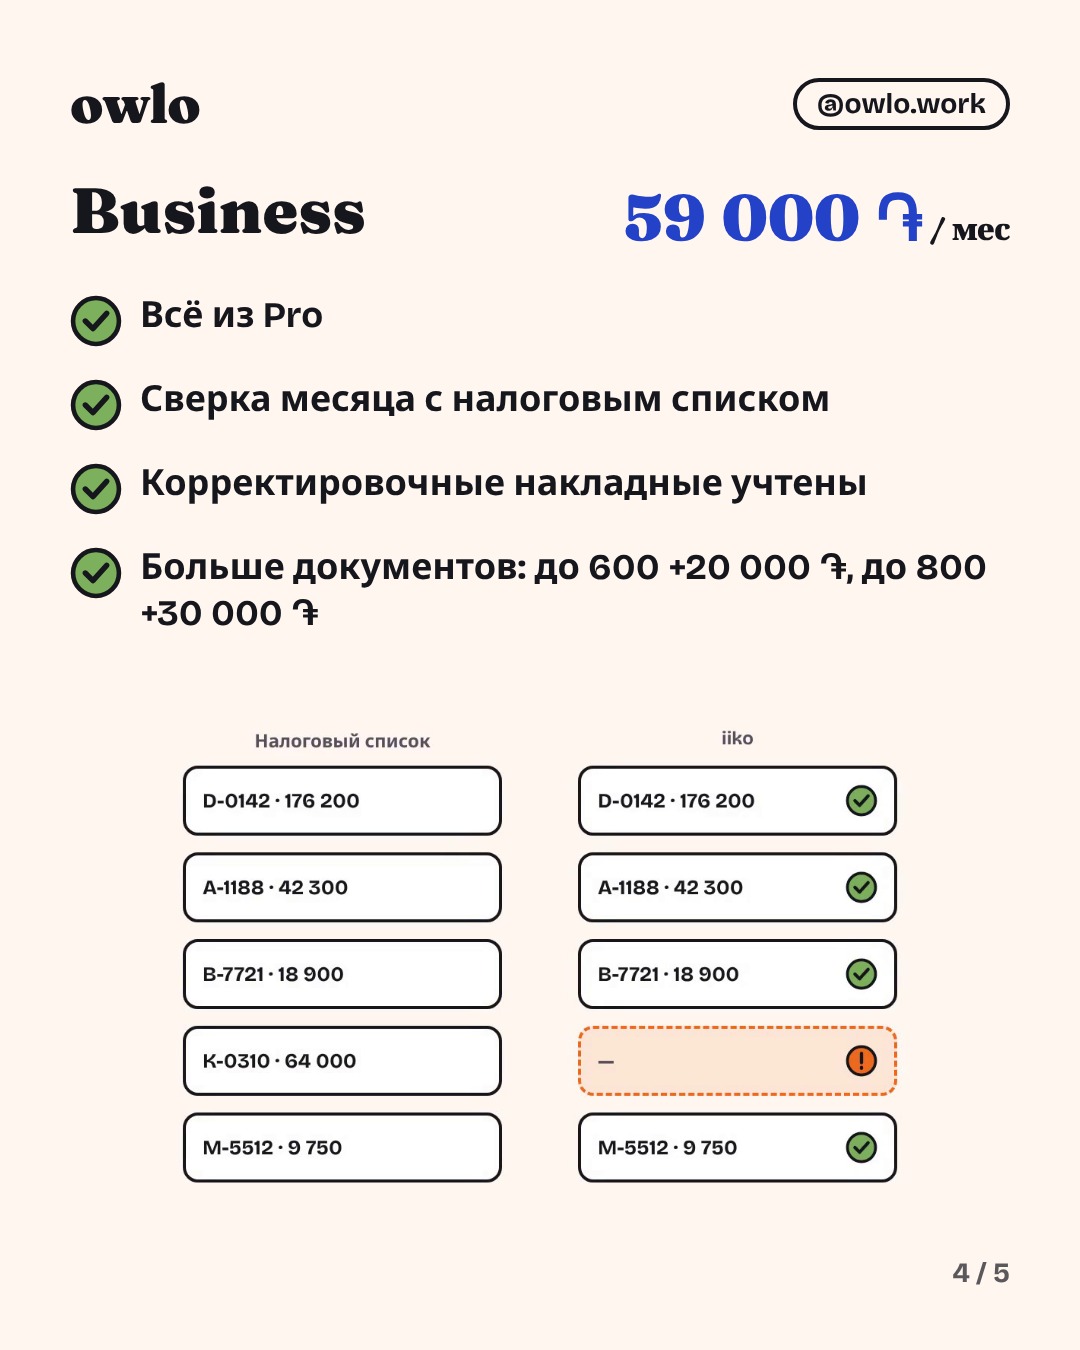 owlo
@owlo.work
Business
59 000 ֏ / мес
Всё из Pro
Сверка месяца с налоговым списком
Корректировочные накладные учтены
Больше документов: до 600 +20 000 ֏, до 800
+30 000 ֏
Налоговый список
iiko
D-0142 · 176 200
D-0142 · 176 200
A-1188 · 42 300
A-1188 · 42 300
B-7721 · 18 900
B-7721 · 18 900
K-0310 · 64 000
—
M-5512 · 9 750
M-5512 · 9 750
4 / 5